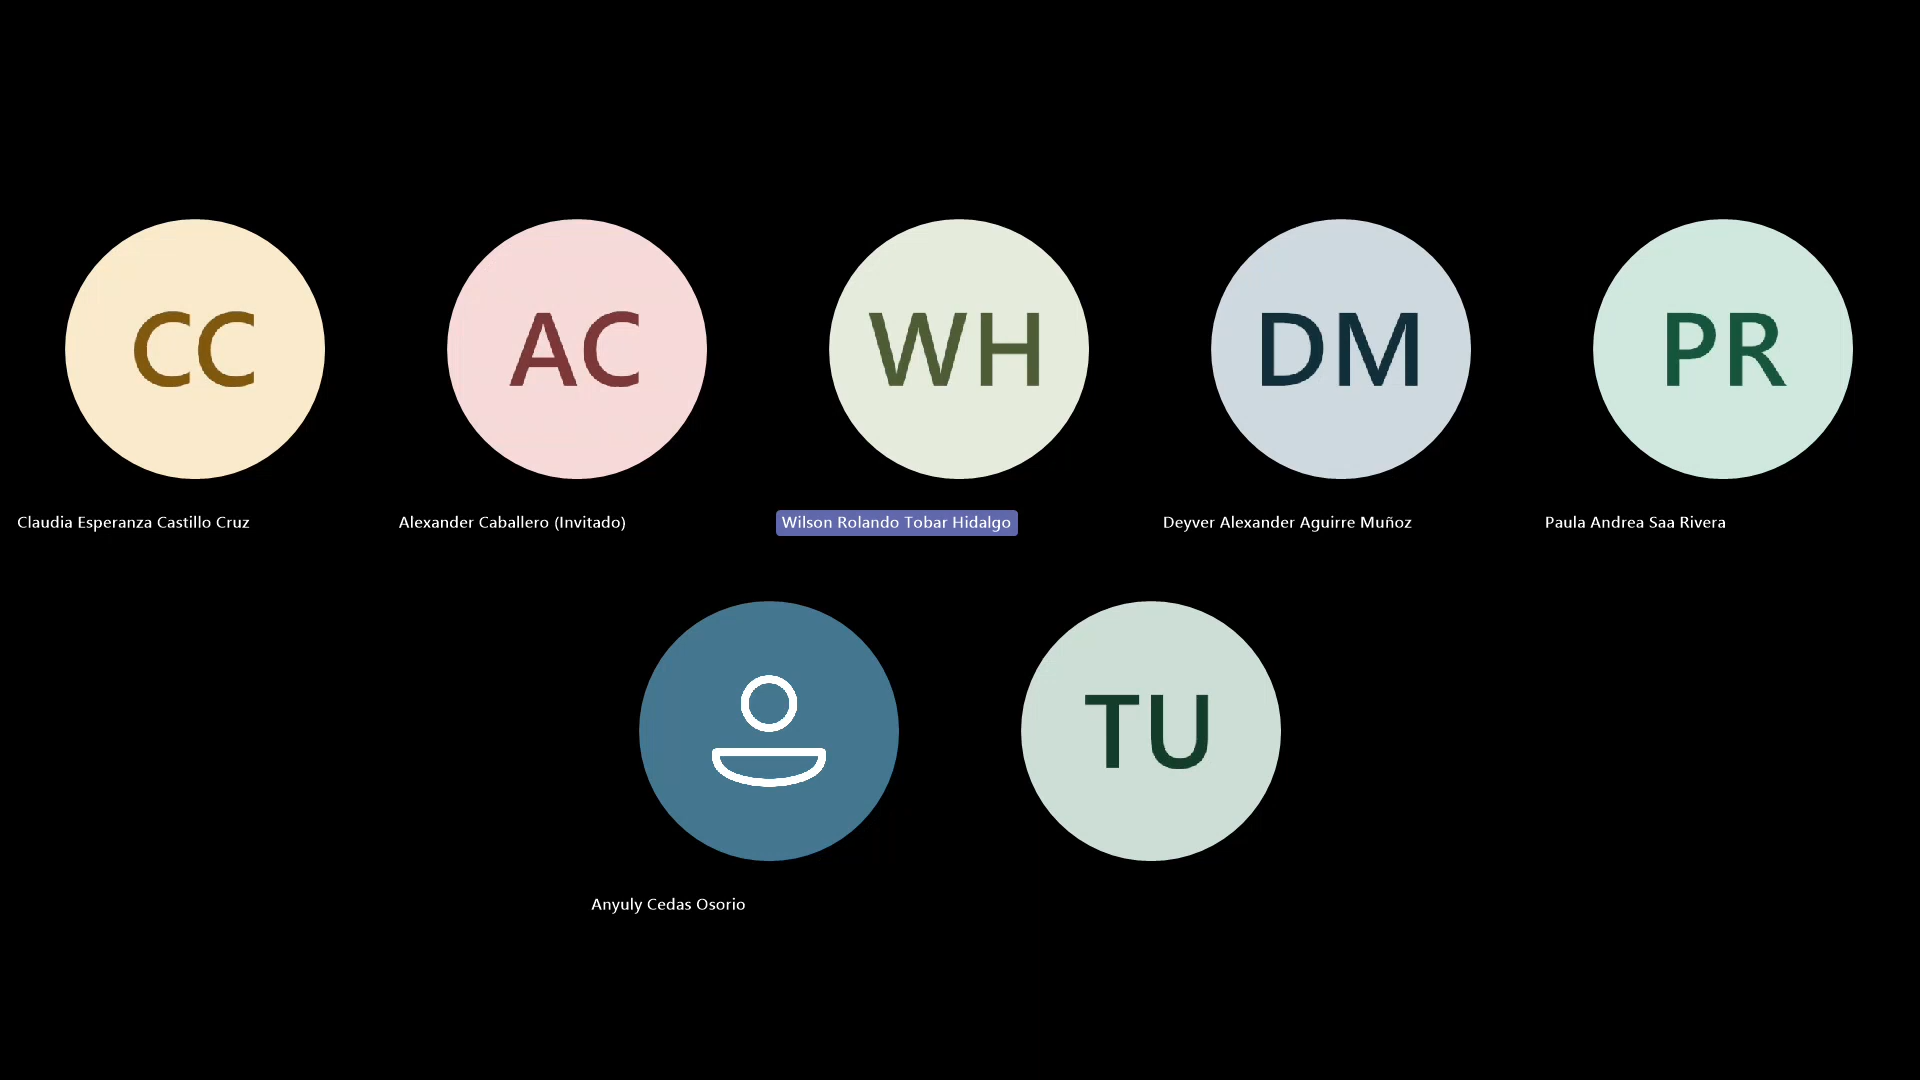 CC
AC
WH
DM
PR
Claudia Esperanza Castillo Cruz
Alexander Caballero (Invitado)
Wilson Rolando Tobar Hidalgo
Deyver Alexander Aguirre Muñoz
Paula Andrea Saa Rivera
TU
Anyuly Cedas Osorio